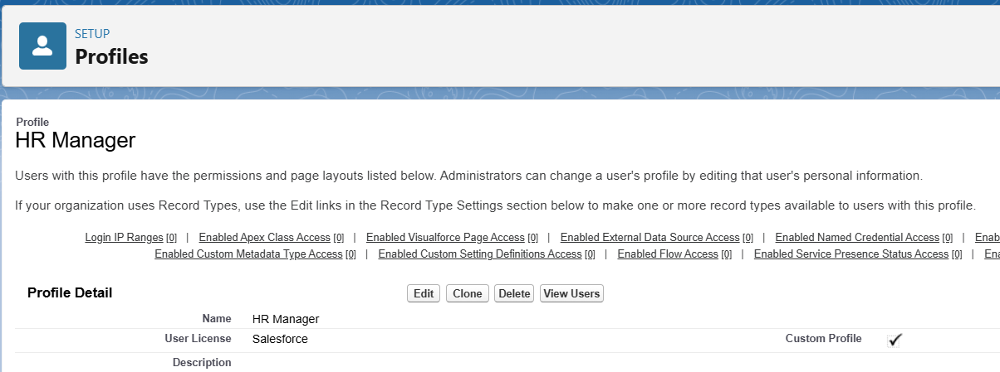 SETUP
Profiles
Profile
HR Manager
Users with this profile have the permissions and page layouts listed below. Administrators can change a user's profile by editing that user's personal information.
If your organization uses Record Types, use the Edit links in the Record Type Settings section below to make one or more record types available to users with this profile.
Login IP Ranges [0] | Enabled Apex Class Access [0] | Enabled Visualforce Page Access [0] | Enabled External Data Source Access [0] | Enabled Named Credential Access [0] | Enab
Enabled Custom Metadata Type Access [0] | Enabled Custom Setting Definitions Access [0] | Enabled Flow Access [0] | Enabled Service Presence Status Access [0] | En
Profile Detail Edit Clone Delete View Users
Name HR Manager
User License Salesforce Custom Profile
Description